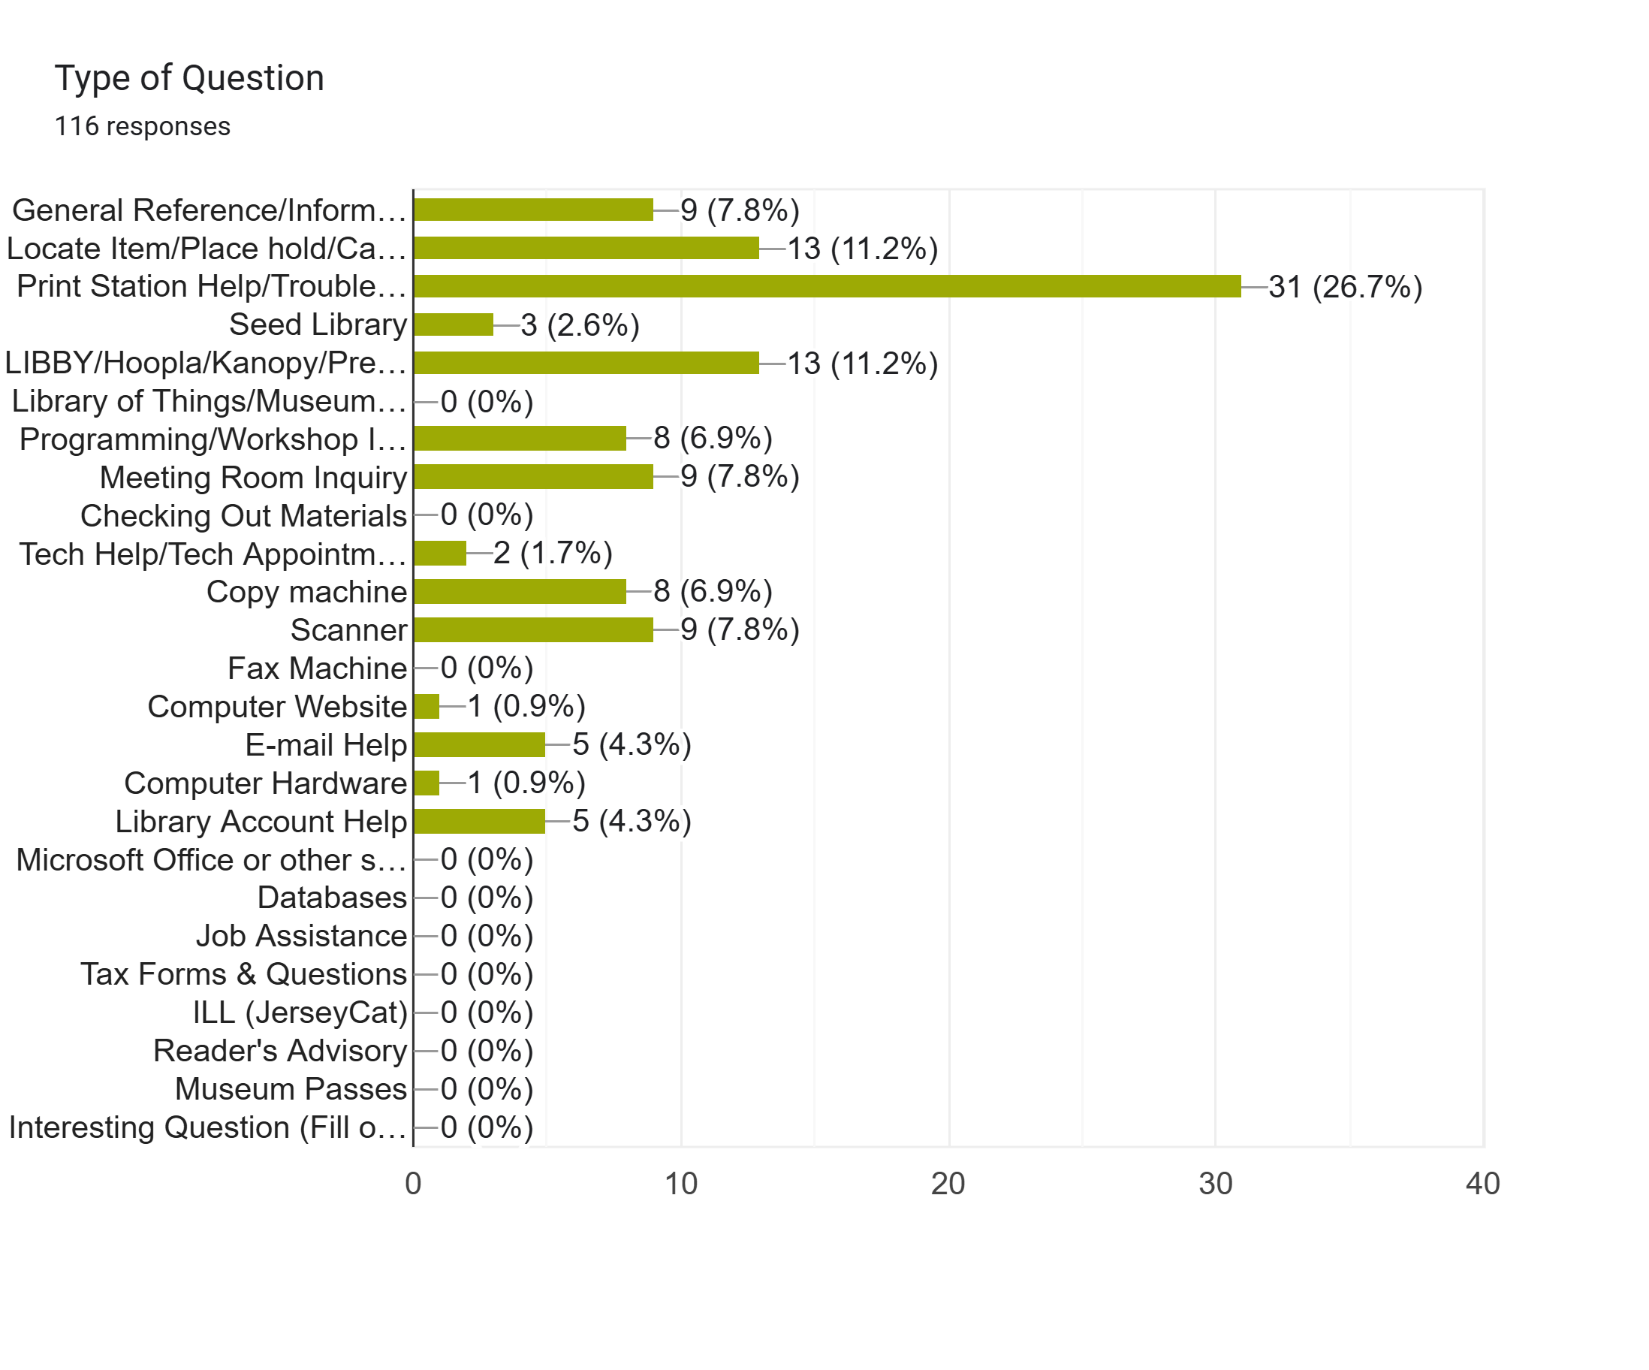 Type of Question
116 responses
General Reference/Inform… 9 (7.8%)
Locate Item/Place hold/Ca… 13 (11.2%)
Print Station Help/Trouble… 31 (26.7%)
Seed Library 3 (2.6%)
LIBBY/Hoopla/Kanopy/Pre… 13 (11.2%)
Library of Things/Museum… 0 (0%)
Programming/Workshop I… 8 (6.9%)
Meeting Room Inquiry 9 (7.8%)
Checking Out Materials 0 (0%)
Tech Help/Tech Appointm… 2 (1.7%)
Copy machine 8 (6.9%)
Scanner 9 (7.8%)
Fax Machine 0 (0%)
Computer Website 1 (0.9%)
E-mail Help 5 (4.3%)
Computer Hardware 1 (0.9%)
Library Account Help 5 (4.3%)
Microsoft Office or other s… 0 (0%)
Databases 0 (0%)
Job Assistance 0 (0%)
Tax Forms & Questions 0 (0%)
ILL (JerseyCat) 0 (0%)
Reader's Advisory 0 (0%)
Museum Passes 0 (0%)
Interesting Question (Fill o… 0 (0%)
0 10 20 30 40